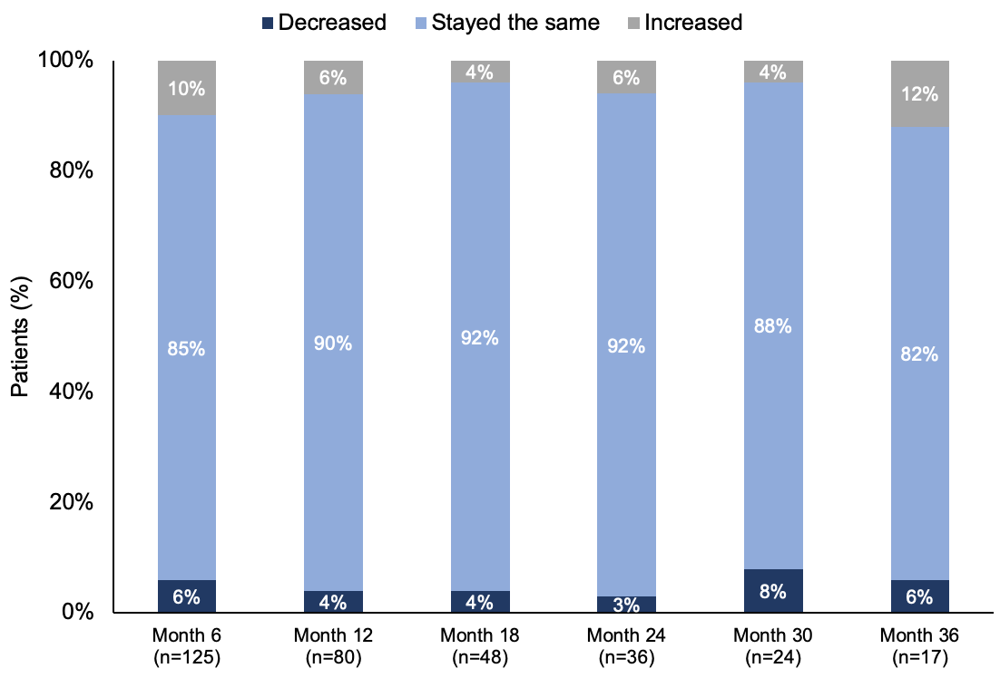 Decreased Stayed the same Increased
100%
80%
60%
40%
20%
0%
Patients (%)
10% 6% 4% 6% 4% 12%
85% 90% 92% 92% 88% 82%
6% 4% 4% 3% 8% 6%
Month 6 Month 12 Month 18 Month 24 Month 30 Month 36
(n=125) (n=80) (n=48) (n=36) (n=24) (n=17)